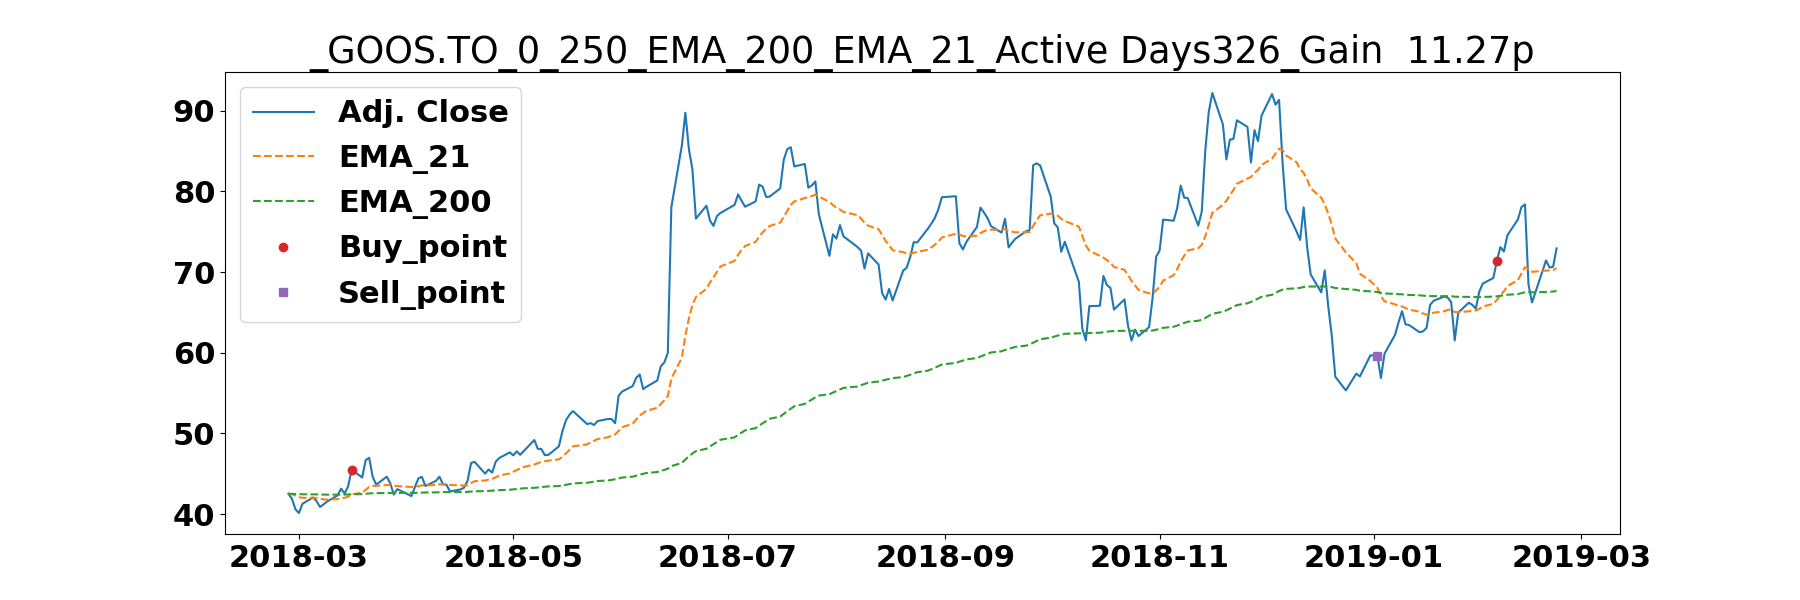 _GOOS.TO_0_250_EMA_200_EMA_21_Active Days326_Gain  11.27p
Adj. Close
EMA_21
EMA_200
Buy_point
Sell_point
90
80
70
60
50
40
2018-03 2018-05 2018-07 2018-09 2018-11 2019-01 2019-03